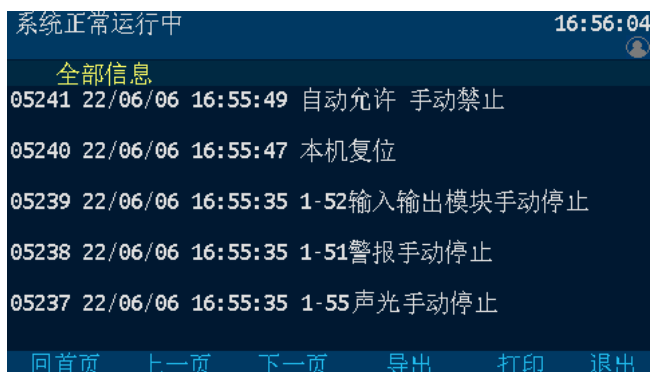 系统正常运行中 16:56:04
全部信息
05241 22/06/06 16:55:49 自动允许 手动禁止
05240 22/06/06 16:55:47 本机复位
05239 22/06/06 16:55:35 1-52输入输出模块手动停止
05238 22/06/06 16:55:35 1-51警报手动停止
05237 22/06/06 16:55:35 1-55声光手动停止
回首页 上一页 下一页 导出 打印 退出